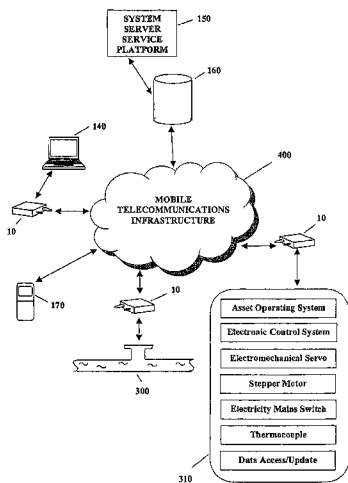 150
SYSTEM
SERVER
SERVICE
PLATFORM
160
140
400
10
MOBILE
TELECOMMUNICATIONS
INFRASTRUCTURE
10
170
10
300
Asset Operating System
Electronic Control System
Electromechanical Servo
Stepper Motor
Electricity Mains Switch
Thermocouple
Data Access/Update
310